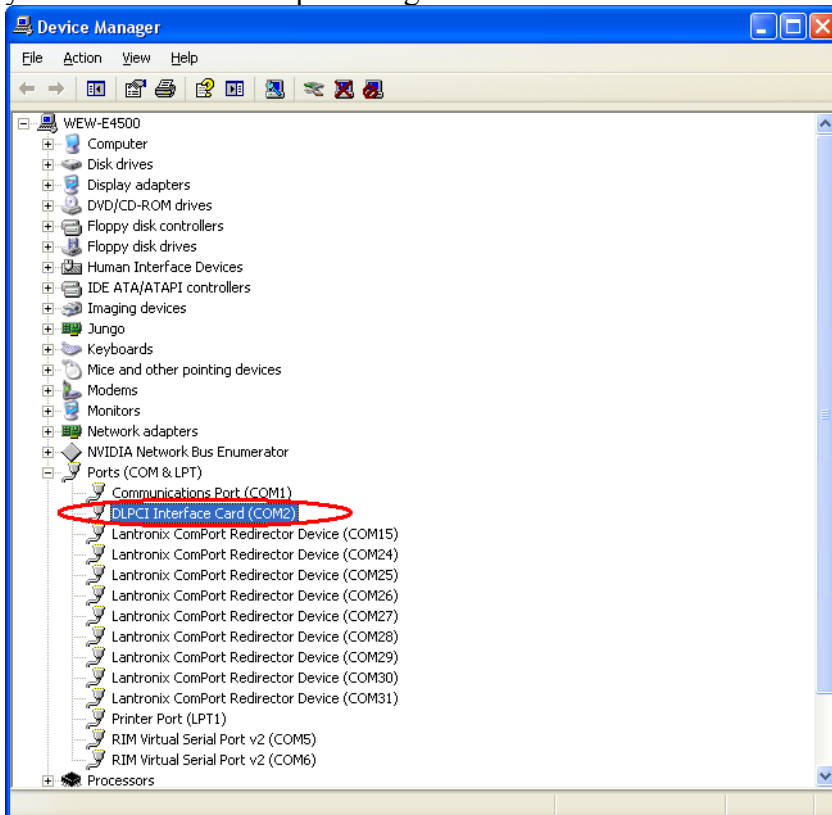 Device Manager
File Action View Help
WEW-E4500
Computer
Disk drives
Display adapters
DVD/CD-ROM drives
Floppy disk controllers
Floppy disk drives
Human Interface Devices
IDE ATA/ATAPI controllers
Imaging devices
Jungo
Keyboards
Mice and other pointing devices
Modems
Monitors
Network adapters
NVIDIA Network Bus Enumerator
Ports (COM & LPT)
Communications Port (COM1)
DLPCI Interface Card (COM2)
Lantronix ComPort Redirector Device (COM15)
Lantronix ComPort Redirector Device (COM24)
Lantronix ComPort Redirector Device (COM25)
Lantronix ComPort Redirector Device (COM26)
Lantronix ComPort Redirector Device (COM27)
Lantronix ComPort Redirector Device (COM28)
Lantronix ComPort Redirector Device (COM29)
Lantronix ComPort Redirector Device (COM30)
Lantronix ComPort Redirector Device (COM31)
Printer Port (LPT1)
RIM Virtual Serial Port v2 (COM5)
RIM Virtual Serial Port v2 (COM6)
Processors